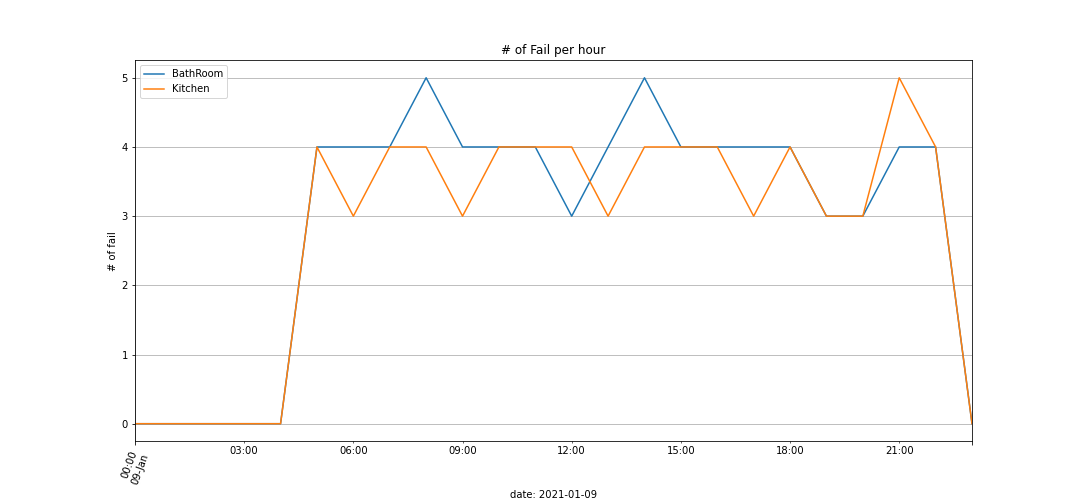 # of Fail per hour
BathRoom
Kitchen
5
4
3
2
1
0
# of fail
00:00
09-Jan
03:00
06:00
09:00
12:00
15:00
18:00
21:00
date: 2021-01-09